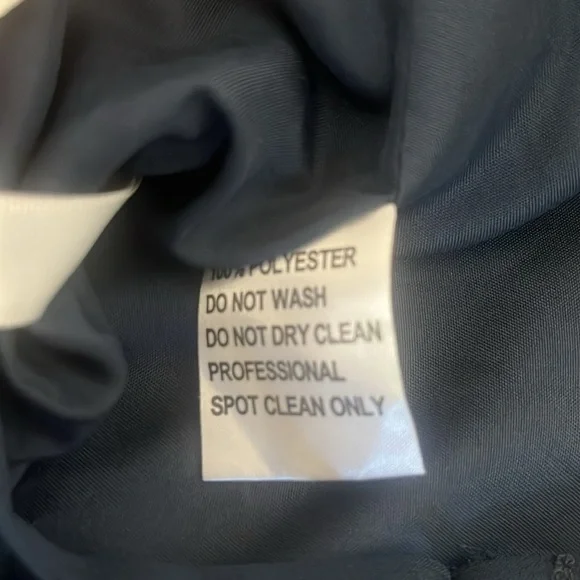 100% POLYESTER
DO NOT WASH
DO NOT DRY CLEAN
PROFESSIONAL
SPOT CLEAN ONLY